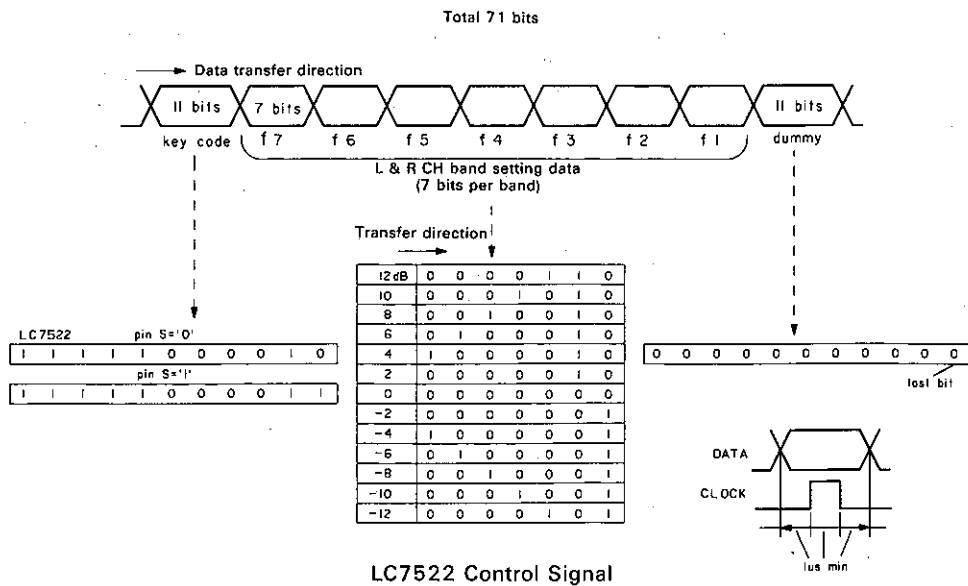 Total 71 bits
Data transfer direction
11 bits 7 bits 11 bits
key code f7 f6 f5 f4 f3 f2 f1 dummy
L & R CH band setting data
(7 bits per band)
Transfer direction
12dB 0 0 0 0 1 1 0
10 0 0 0 1 0 1 0
8 0 0 1 0 0 1 0
6 0 1 0 0 0 1 0
4 1 0 0 0 0 1 0
2 0 0 0 0 0 1 0
0 0 0 0 0 0 0 0
-2 0 0 0 0 0 0 1
-4 1 0 0 0 0 0 1
-6 0 1 0 0 0 0 1
-8 0 0 1 0 0 0 1
-10 0 0 0 1 0 0 1
-12 0 0 0 0 1 0 1
LC7522 pin S='0'
1 1 1 1 1 0 0 0 0 1 0
pin S='1'
1 1 1 1 1 0 0 0 0 1 1
0 0 0 0 0 0 0 0 0 0 0
last bit
DATA
CLOCK
1us min
LC7522 Control Signal